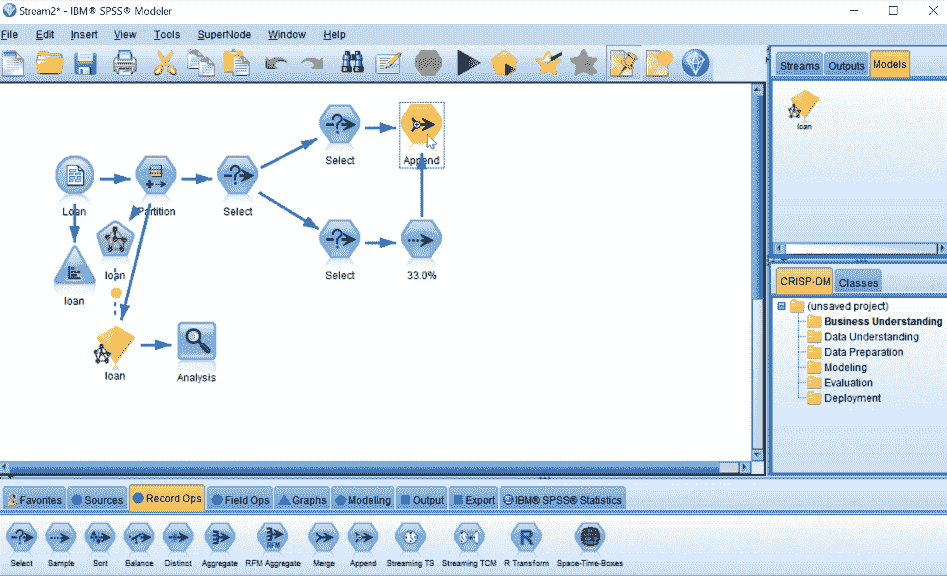 Stream2* - IBM® SPSS® Modeler
File Edit Insert View Tools SuperNode Window Help
Streams Outputs Models
loan
Select
Append
Loan
Partition
Select
loan
loan
Select
33.0%
loan
Analysis
CRISP-DM Classes
(unsaved project)
Business Understanding
Data Understanding
Data Preparation
Modeling
Evaluation
Deployment
Favorites Sources Record Ops Field Ops Graphs Modeling Output Export IBM® SPSS® Statistics
Select Sample Sort Balance Distinct Aggregate RFM Aggregate Merge Append Streaming TS Streaming TCM R Transform Space-Time-Boxes